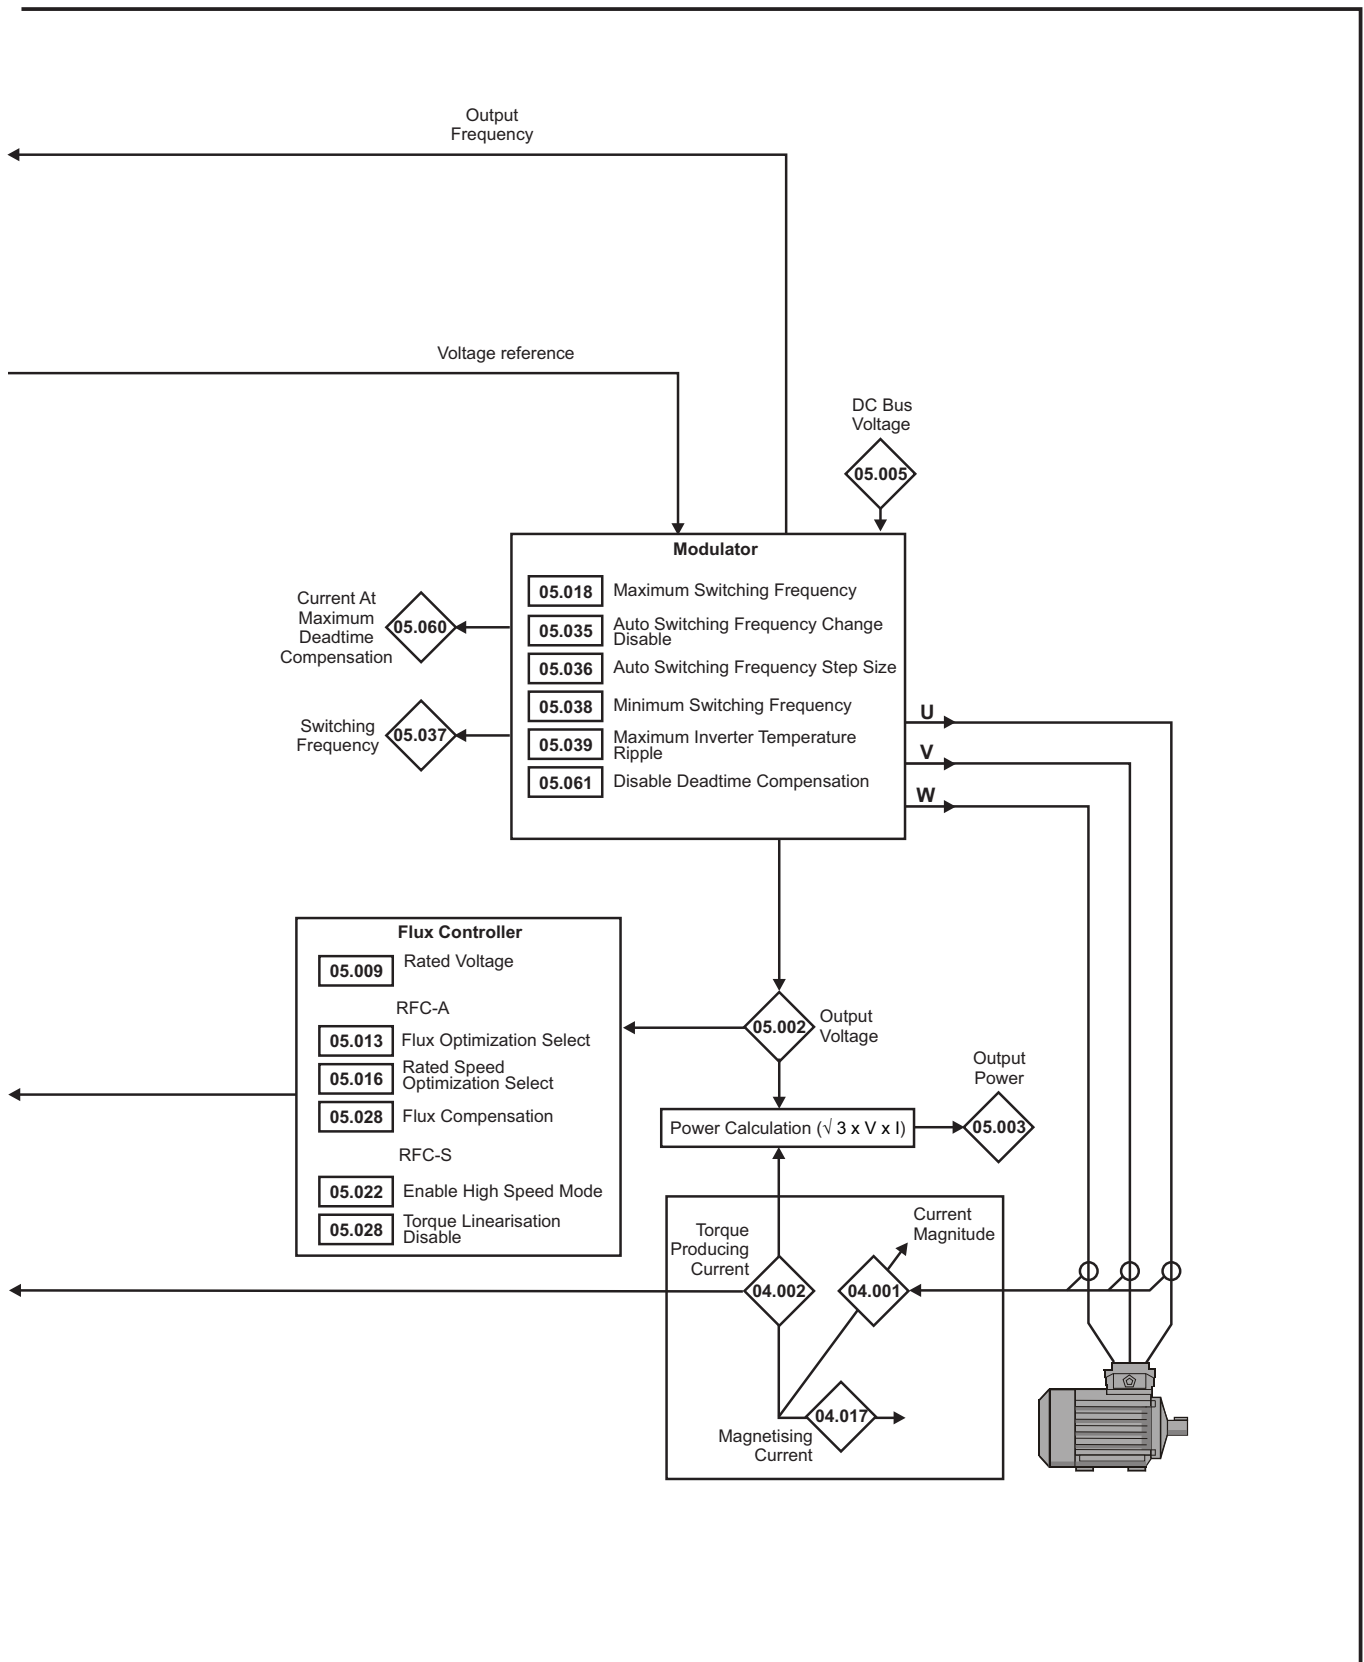 Output
Frequency
Voltage reference
DC Bus
Voltage
05.005
Modulator
05.018 Maximum Switching Frequency
05.035 Auto Switching Frequency Change
Disable
05.036 Auto Switching Frequency Step Size
05.038 Minimum Switching Frequency
05.039 Maximum Inverter Temperature
Ripple
05.061 Disable Deadtime Compensation
Current At
Maximum
Deadtime
Compensation
05.060
Switching
Frequency
05.037
U
V
W
Flux Controller
05.009 Rated Voltage
RFC-A
05.013 Flux Optimization Select
05.016 Rated Speed
Optimization Select
05.028 Flux Compensation
RFC-S
05.022 Enable High Speed Mode
05.028 Torque Linearisation
Disable
05.002
Output
Voltage
Output
Power
05.003
Power Calculation (√ 3 x V x I)
Torque
Producing
Current
04.002
Current
Magnitude
04.001
04.017
Magnetising
Current